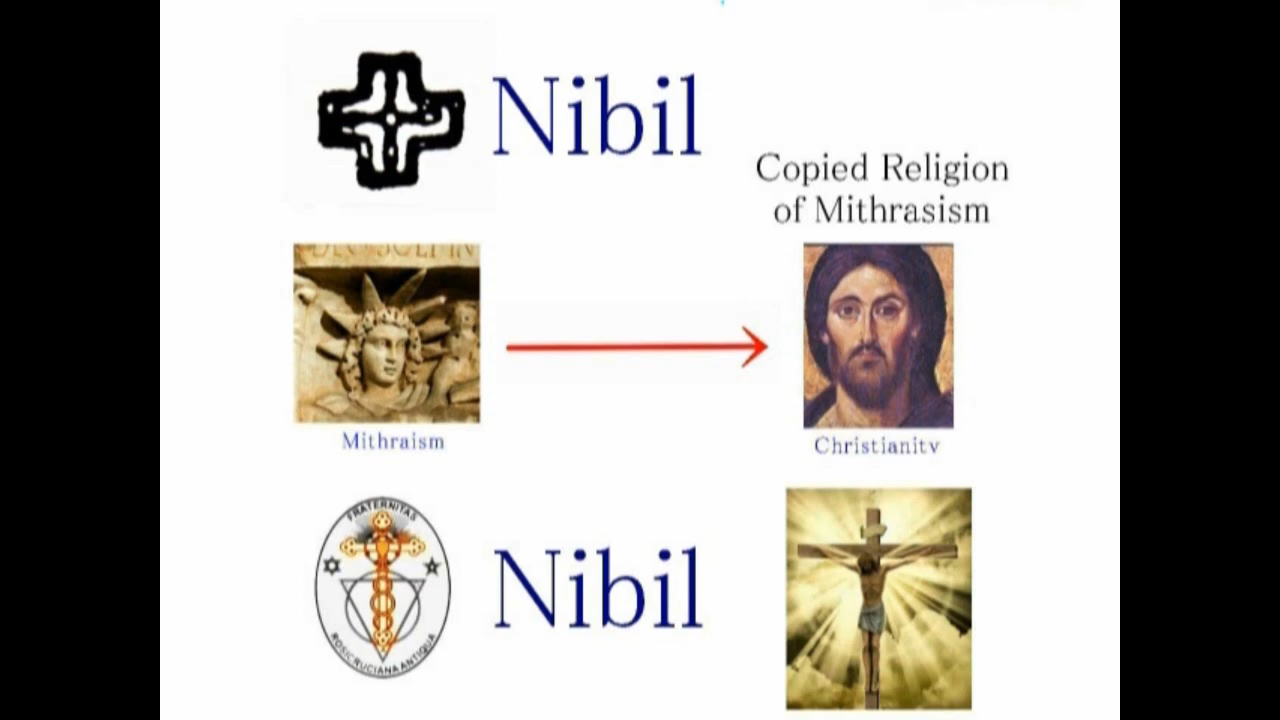 Nibil
Copied Religion
of Mithrasism
Mithraism
Christianitv
FRATERNITAS
ROSICRUCIANA ANTIQUA
Nibil